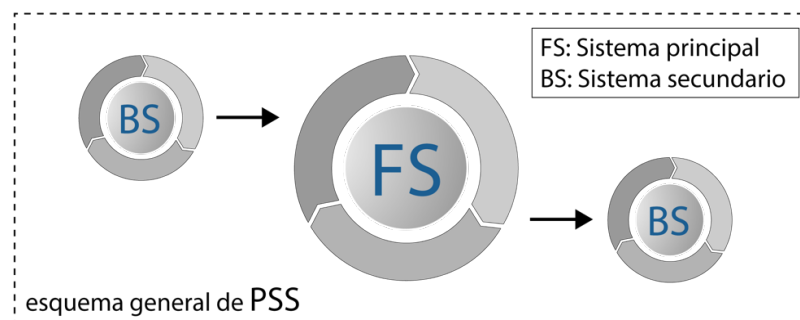 FS: Sistema principal
BS: Sistema secundario
BS
FS
BS
esquema general de PSS